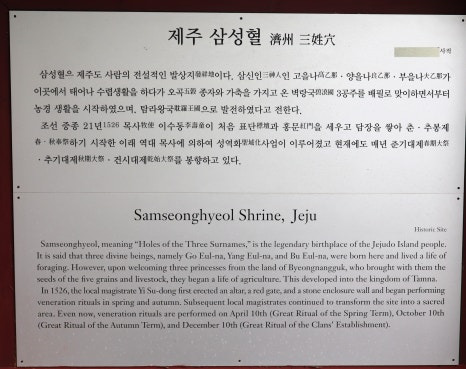 제주 삼성혈 濟州 三姓穴
사적
삼성혈은 제주도 사람의 전설적인 발상지發祥地이다. 삼신인三神人인 고을나高乙那 · 양을나良乙那 · 부을나夫乙那가
이곳에서 태어나 수렵생활을 하다가 오곡五穀 종자와 가축을 가지고 온 벽랑국碧浪國 3공주를 배필로 맞이하면서부터
농경 생활을 시작하였으며, 탐라왕국耽羅王國으로 발전하였다고 전한다.
조선 중종 21년1526 목사牧使 이수동李壽童이 처음 표단標壇과 홍문紅門을 세우고 담장을 쌓아 춘 · 추봉제
春 · 秋奉祭하기 시작한 이래 역대 목사에 의하여 성역화聖域化사업이 이루어졌고 현재에도 매년 춘기대제春期大祭
· 추기대제秋期大祭 · 건시대제乾始大祭를 봉향하고 있다.
Samseonghyeol Shrine, Jeju
Historic Site
Samseonghyeol, meaning “Holes of the Three Surnames,” is the legendary birthplace of the Jejudo Island people.
It is said that three divine beings, namely Go Eul-na, Yang Eul-na, and Bu Eul-na, were born here and lived a life of
foraging. However, upon welcoming three princesses from the land of Byeongnangguk, who brought with them the
seeds of the five grains and livestock, they began a life of agriculture. This developed into the kingdom of Tamna.
In 1526, the local magistrate Yi Su-dong first erected an altar, a red gate, and a stone enclosure wall and began performing
veneration rituals in spring and autumn. Subsequent local magistrates continued to transform the site into a sacred
area. Even now, veneration rituals are performed on April 10th (Great Ritual of the Spring Term), October 10th
(Great Ritual of the Autumn Term), and December 10th (Great Ritual of the Clans’ Establishment).